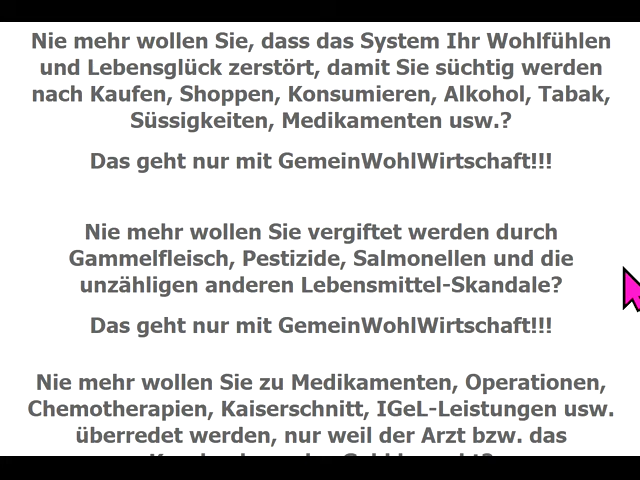 Nie mehr wollen Sie, dass das System Ihr Wohlfühlen
und Lebensglück zerstört, damit Sie süchtig werden
nach Kaufen, Shoppen, Konsumieren, Alkohol, Tabak,
Süssigkeiten, Medikamenten usw.?
Das geht nur mit GemeinWohlWirtschaft!!!
Nie mehr wollen Sie vergiftet werden durch
Gammelfleisch, Pestizide, Salmonellen und die
unzähligen anderen Lebensmittel-Skandale?
Das geht nur mit GemeinWohlWirtschaft!!!
Nie mehr wollen Sie zu Medikamenten, Operationen,
Chemotherapien, Kaiserschnitt, IGeL-Leistungen usw.
überredet werden, nur weil der Arzt bzw. das